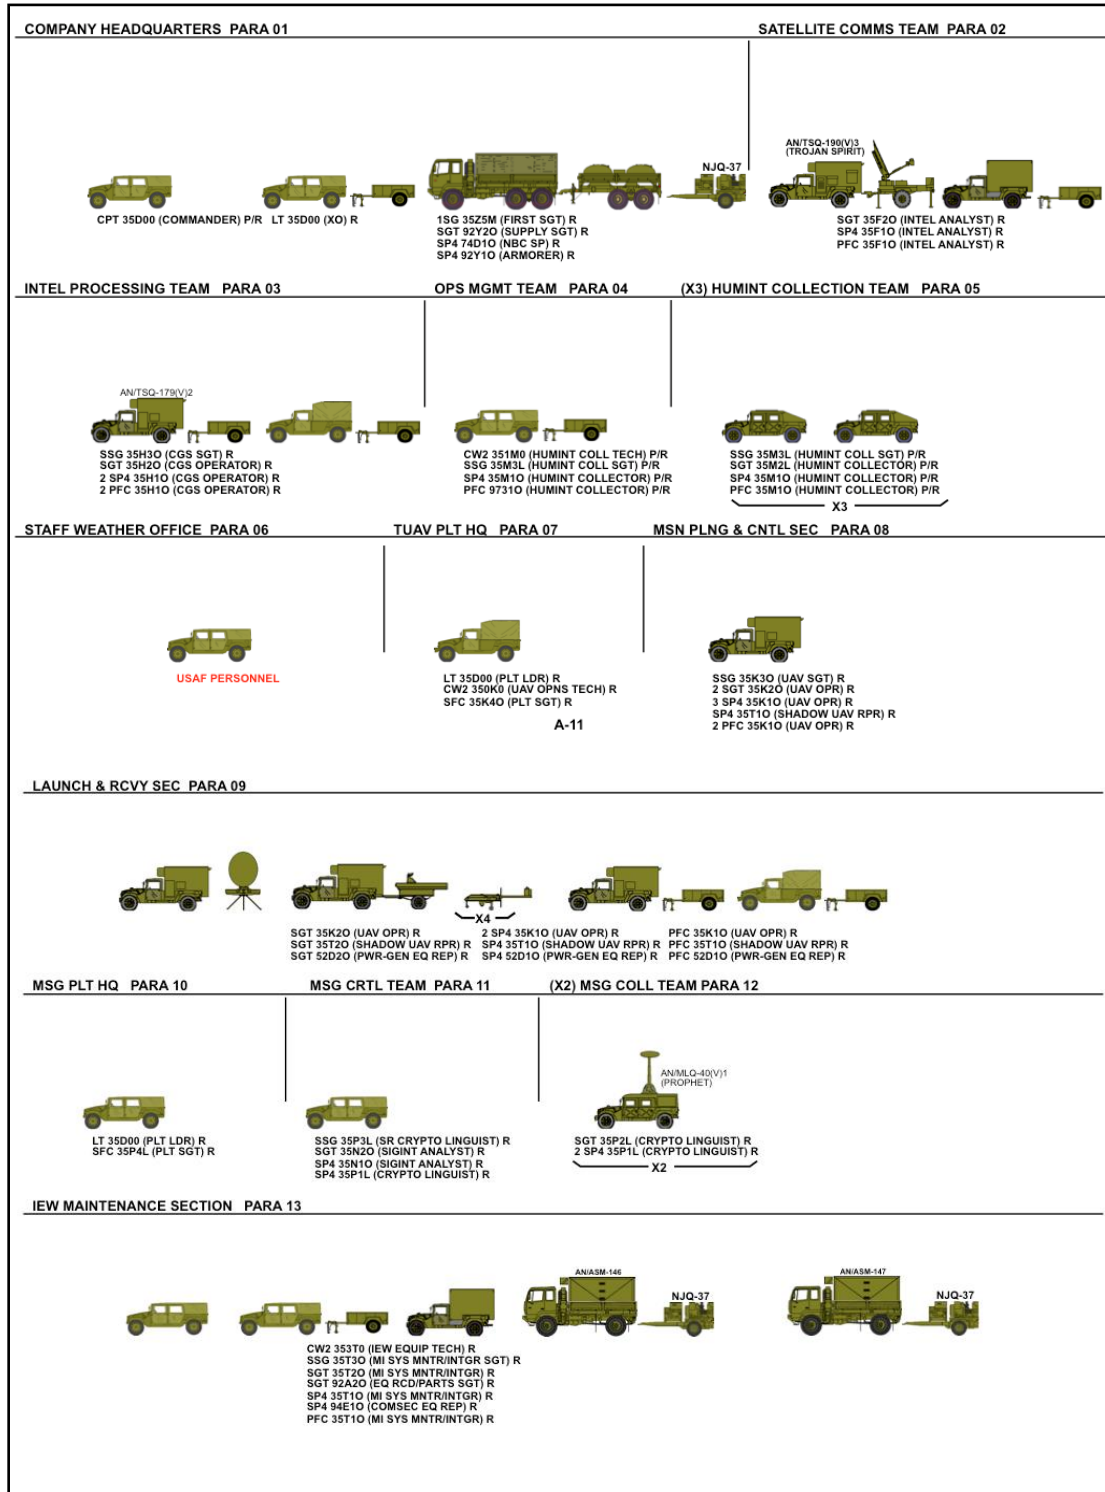 COMPANY HEADQUARTERS PARA 01
SATELLITE COMMS TEAM PARA 02
AN/TSQ-190(V)3
(TROJAN SPIRIT)
NJQ-37
CPT 35D00 (COMMANDER) P/R
LT 35D00 (XO) R
1SG 35Z5M (FIRST SGT) R
SGT 92Y2O (SUPPLY SGT) R
SP4 74D1O (NBC SP) R
SP4 92Y1O (ARMORER) R
SGT 35F2O (INTEL ANALYST) R
SP4 35F1O (INTEL ANALYST) R
PFC 35F1O (INTEL ANALYST) R
INTEL PROCESSING TEAM PARA 03
OPS MGMT TEAM PARA 04
(X3) HUMINT COLLECTION TEAM PARA 05
AN/TSQ-179(V)2
SSG 35H3O (CGS SGT) R
SGT 35H2O (CGS OPERATOR) R
2 SP4 35H1O (CGS OPERATOR) R
2 PFC 35H1O (CGS OPERATOR) R
CW2 351M0 (HUMINT COLL TECH) P/R
SSG 35M3L (HUMINT COLL SGT) P/R
SP4 35M1O (HUMINT COLLECTOR) P/R
PFC 9731O (HUMINT COLLECTOR) P/R
SSG 35M3L (HUMINT COLL SGT) P/R
SGT 35M2L (HUMINT COLLECTOR) P/R
SP4 35M1O (HUMINT COLLECTOR) P/R
PFC 35M1O (HUMINT COLLECTOR) P/R
X3
STAFF WEATHER OFFICE PARA 06
TUAV PLT HQ PARA 07
MSN PLNG & CNTL SEC PARA 08
USAF PERSONNEL
LT 35D00 (PLT LDR) R
CW2 350K0 (UAV OPNS TECH) R
SFC 35K4O (PLT SGT) R
A-11
SSG 35K3O (UAV SGT) R
2 SGT 35K2O (UAV OPR) R
3 SP4 35K1O (UAV OPR) R
SP4 35T1O (SHADOW UAV RPR) R
2 PFC 35K1O (UAV OPR) R
LAUNCH & RCVY SEC PARA 09
X4
SGT 35K2O (UAV OPR) R
SGT 35T2O (SHADOW UAV RPR) R
SGT 52D2O (PWR-GEN EQ REP) R
2 SP4 35K1O (UAV OPR) R
SP4 35T1O (SHADOW UAV RPR) R
SP4 52D1O (PWR-GEN EQ REP) R
PFC 35K1O (UAV OPR) R
PFC 35T1O (SHADOW UAV RPR) R
PFC 52D1O (PWR-GEN EQ REP) R
MSG PLT HQ PARA 10
MSG CRTL TEAM PARA 11
(X2) MSG COLL TEAM PARA 12
AN/MLQ-40(V)1
(PROPHET)
LT 35D00 (PLT LDR) R
SFC 35P4L (PLT SGT) R
SSG 35P3L (SR CRYPTO LINGUIST) R
SGT 35N2O (SIGINT ANALYST) R
SP4 35N1O (SIGINT ANALYST) R
SP4 35P1L (CRYPTO LINGUIST) R
SGT 35P2L (CRYPTO LINGUIST) R
2 SP4 35P1L (CRYPTO LINGUIST) R
X2
IEW MAINTENANCE SECTION PARA 13
AN/ASM-146
NJQ-37
AN/ASM-147
NJQ-37
CW2 353T0 (IEW EQUIP TECH) R
SSG 35T3O (MI SYS MNTR/INTGR SGT) R
SGT 35T2O (MI SYS MNTR/INTGR) R
SGT 92A2O (EQ RCD/PARTS SGT) R
SP4 35T1O (MI SYS MNTR/INTGR) R
SP4 94E1O (COMSEC EQ REP) R
PFC 35T1O (MI SYS MNTR/INTGR) R